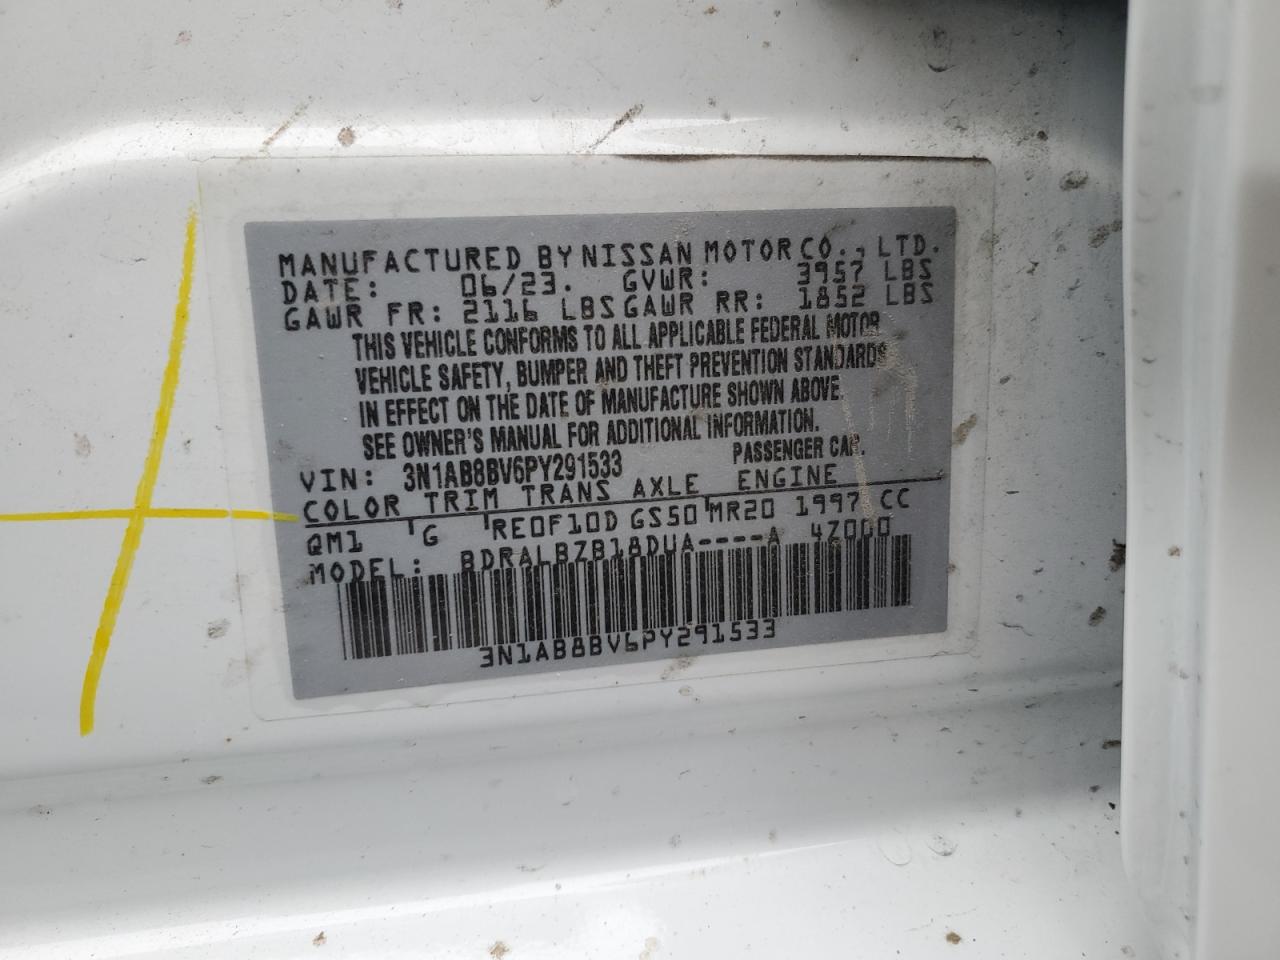 MANUFACTURED BY NISSAN MOTOR CO., LTD.
DATE: 06/23. GVWR: 3957 LBS
GAWR FR: 2116 LBS GAWR RR: 1852 LBS
THIS VEHICLE CONFORMS TO ALL APPLICABLE FEDERAL MOTOR
VEHICLE SAFETY, BUMPER AND THEFT PREVENTION STANDARDS
IN EFFECT ON THE DATE OF MANUFACTURE SHOWN ABOVE.
SEE OWNER'S MANUAL FOR ADDITIONAL INFORMATION.
VIN: 3N1AB8BV6PY291533 PASSENGER CAR.
COLOR TRIM TRANS AXLE ENGINE
QM1 G RE0F10D GS50 MR20 1997 CC
MODEL: BDRALBZB18DUA----A 4Z000
3N1AB8BV6PY291533